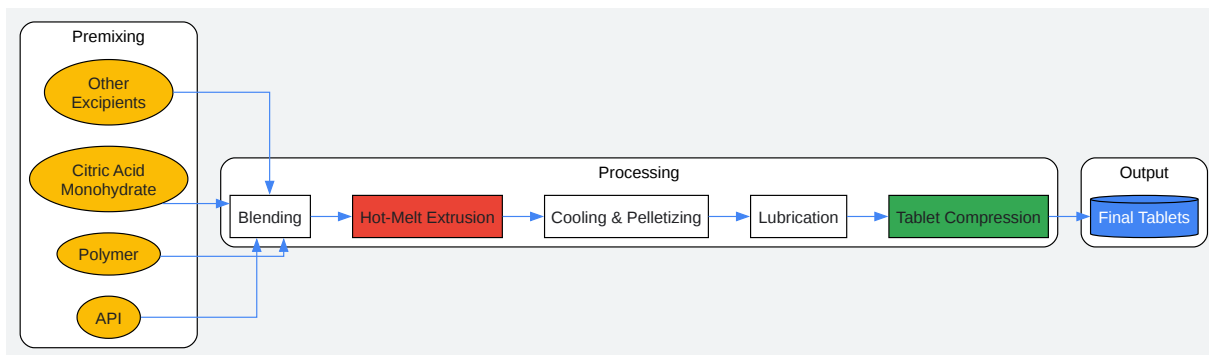 Premixing
Other
Excipients
Citric Acid
Monohydrate
Polymer
API
Processing
Blending
Hot-Melt Extrusion
Cooling & Pelletizing
Lubrication
Tablet Compression
Output
Final Tablets